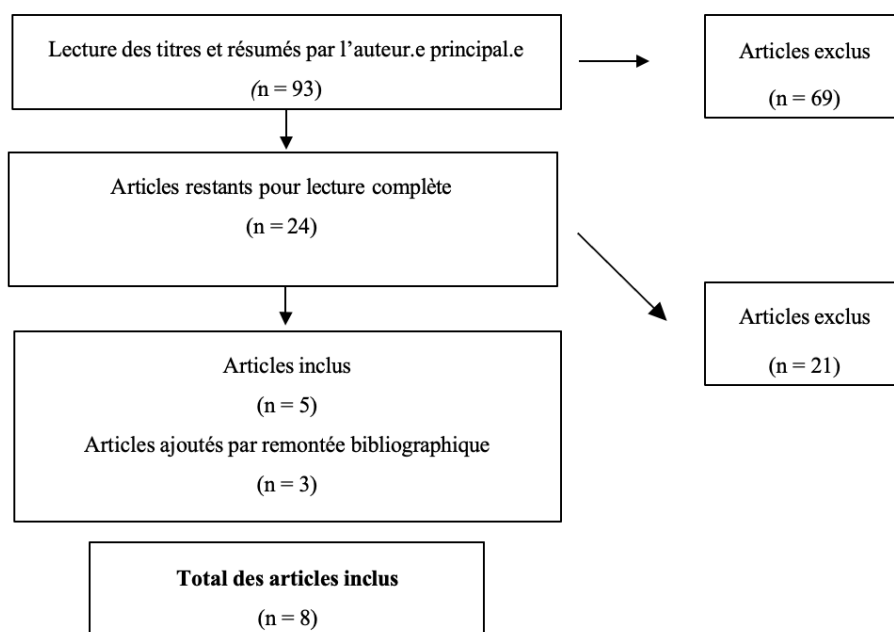 Lecture des titres et résumés par l'auteur.e principal.e
(n = 93)
Articles exclus
(n = 69)
Articles restants pour lecture complète
(n = 24)
Articles exclus
(n = 21)
Articles inclus
(n = 5)
Articles ajoutés par remontée bibliographique
(n = 3)
Total des articles inclus
(n = 8)